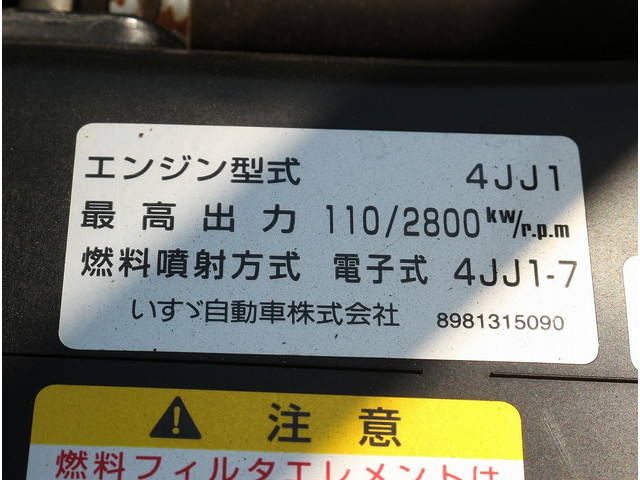 エンジン型式 4JJ1
最高出力 110/2800kw/r.p.m
燃料噴射方式 電子式 4JJ1-7
いすゞ自動車株式会社 8981315090
注意
燃料フィルタエレメントは